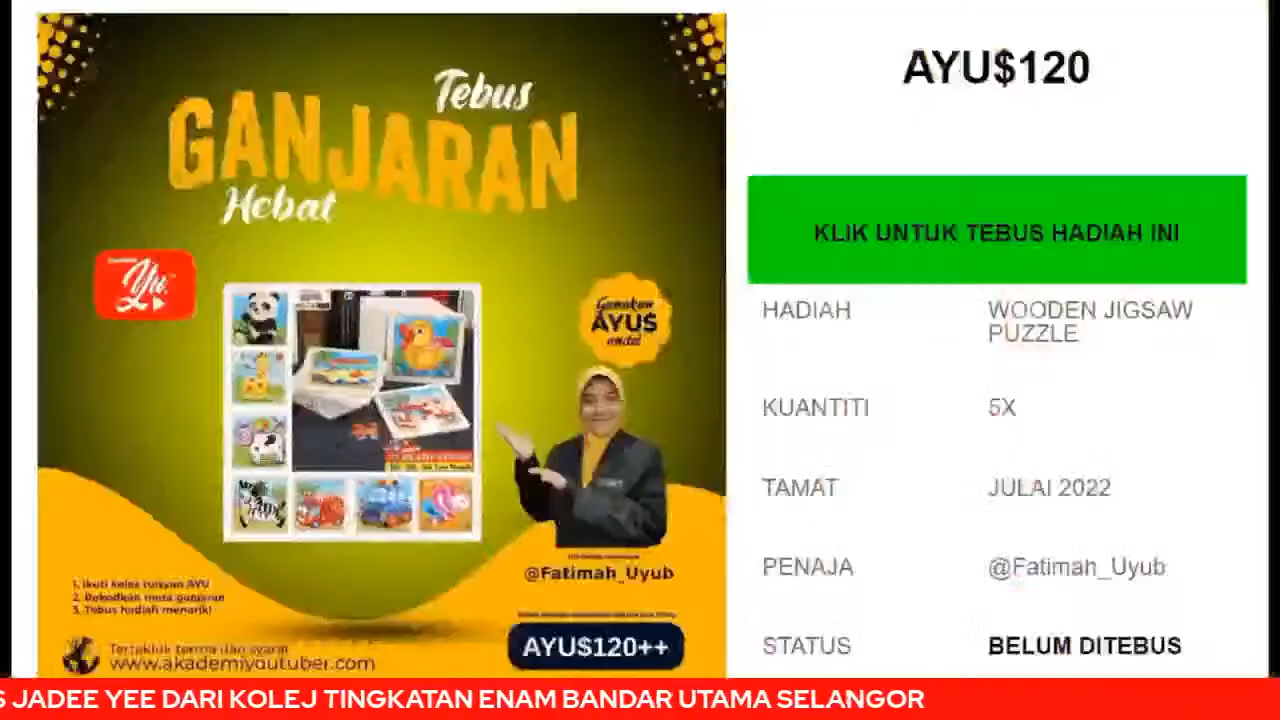 Tebus
GANJARAN
Hebat
Yu
Gunakan
AYU$
anda!
@Fatimah_Uyub
AYU$120++
1. Ikuti kelas tuisyen AYU
2. Rekodkan mata ganjaran
3. Tebus hadiah menarik!
Tertakluk terma dan syarat
www.akademiyoutuber.com
AYU$120
KLIK UNTUK TEBUS HADIAH INI
HADIAH WOODEN JIGSAW
PUZZLE
KUANTITI 5X
TAMAT JULAI 2022
PENAJA @Fatimah_Uyub
STATUS BELUM DITEBUS
S JADEE YEE DARI KOLEJ TINGKATAN ENAM BANDAR UTAMA SELANGOR